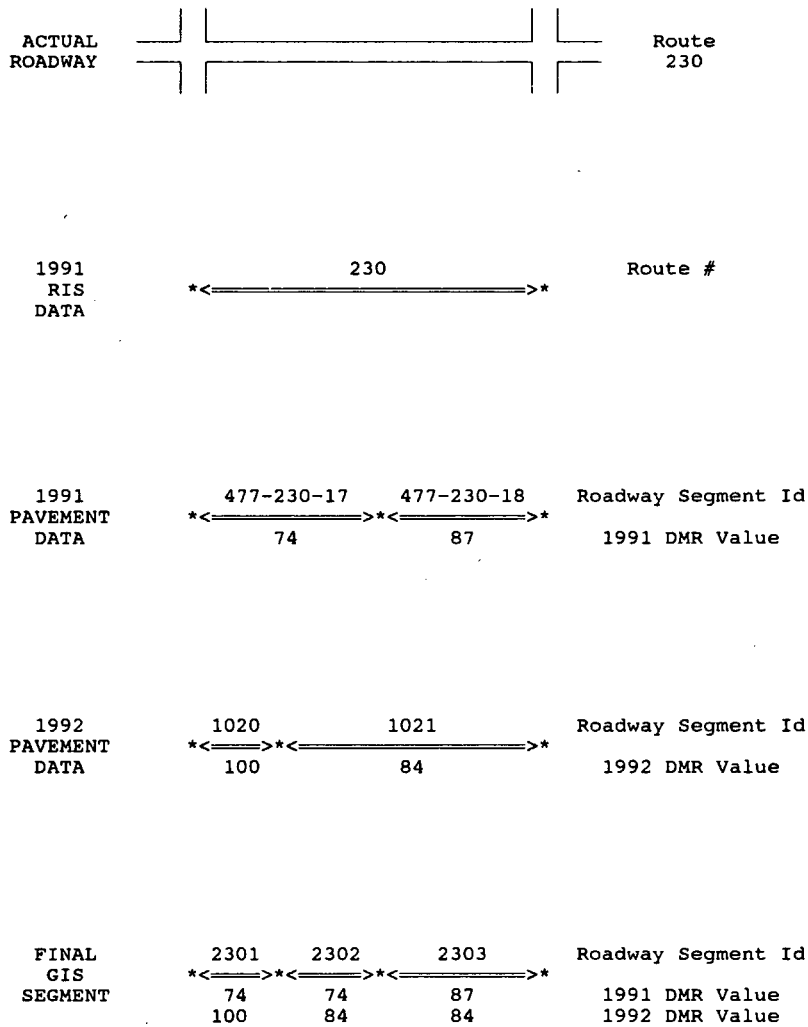 ACTUAL Route
ROADWAY 230
1991 230 Route #
RIS *<══════════>*
DATA
1991 477-230-17 477-230-18 Roadway Segment Id
PAVEMENT *<══════>*<═════>*
DATA 74 87 1991 DMR Value
1992 1020 1021 Roadway Segment Id
PAVEMENT *<══>*<══════════>*
DATA 100 84 1992 DMR Value
FINAL 2301 2302 2303 Roadway Segment Id
GIS *<══>*<═══>*<═════>*
SEGMENT 74 74 87 1991 DMR Value
100 84 84 1992 DMR Value